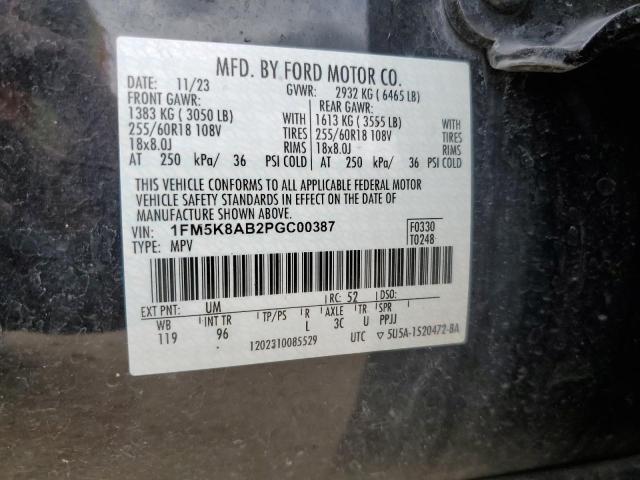 MFD. BY FORD MOTOR CO.
DATE: 11/23 GVWR: 2932 KG ( 6465 LB)
FRONT GAWR: REAR GAWR:
1383 KG ( 3050 LB) WITH 1613 KG ( 3555 LB) WITH
255/60R18 108V TIRES 255/60R18 108V TIRES
18x8.0J RIMS 18x8.0J RIMS
AT 250 kPa/ 36 PSI COLD AT 250 kPa/ 36 PSI COLD
THIS VEHICLE CONFORMS TO ALL APPLICABLE FEDERAL MOTOR
VEHICLE SAFETY STANDARDS IN EFFECT ON THE DATE OF
MANUFACTURE SHOWN ABOVE.
VIN: 1FM5K8AB2PGC00387 F0330
TYPE: MPV T0248
EXT PNT: UM RC: 52 DSO:
WB INT TR TP/PS R AXLE TR SPR
119 96 L 3C U PPJJ
1202310085529 UTC ▽ 5U5A-1520472-BA